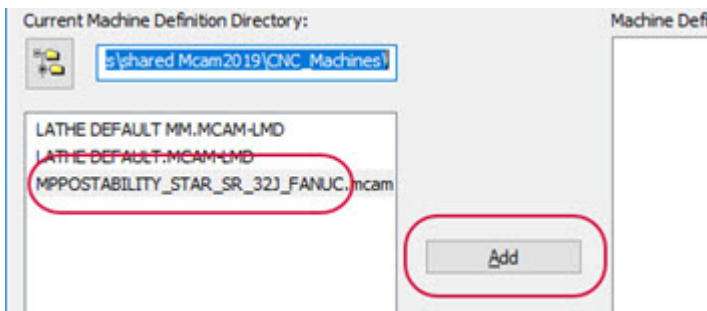 Current Machine Definition Directory:
Machine Defi
s\shared Mcam2019\CNC_Machines\
LATHE DEFAULT MM.MCAM-LMD
LATHE DEFAULT.MCAM-LMD
MPPOSTABILITY_STAR_SR_32J_FANUC.mcam
Add